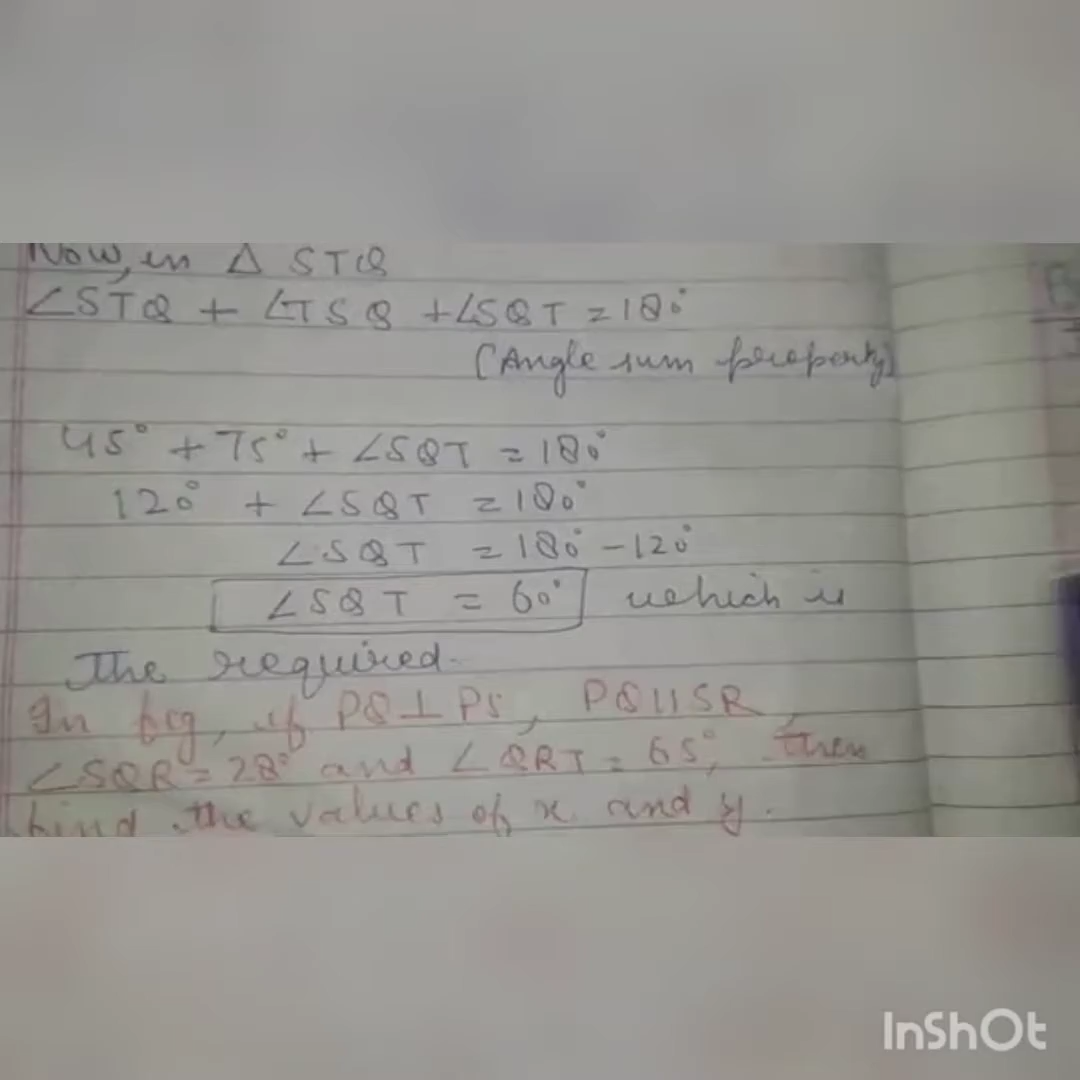 Now, in Δ STQ
∠STQ + ∠TSQ + ∠SQT = 180°
(Angle sum property)
45° + 75° + ∠SQT = 180°
120° + ∠SQT = 180°
∠SQT = 180° - 120°
∠SQT = 60° which is
the required.
In fig, if PQ⊥PS, PQ||SR,
∠SQR = 28° and ∠QRT = 65°, then
find the values of x and y.
InShOt